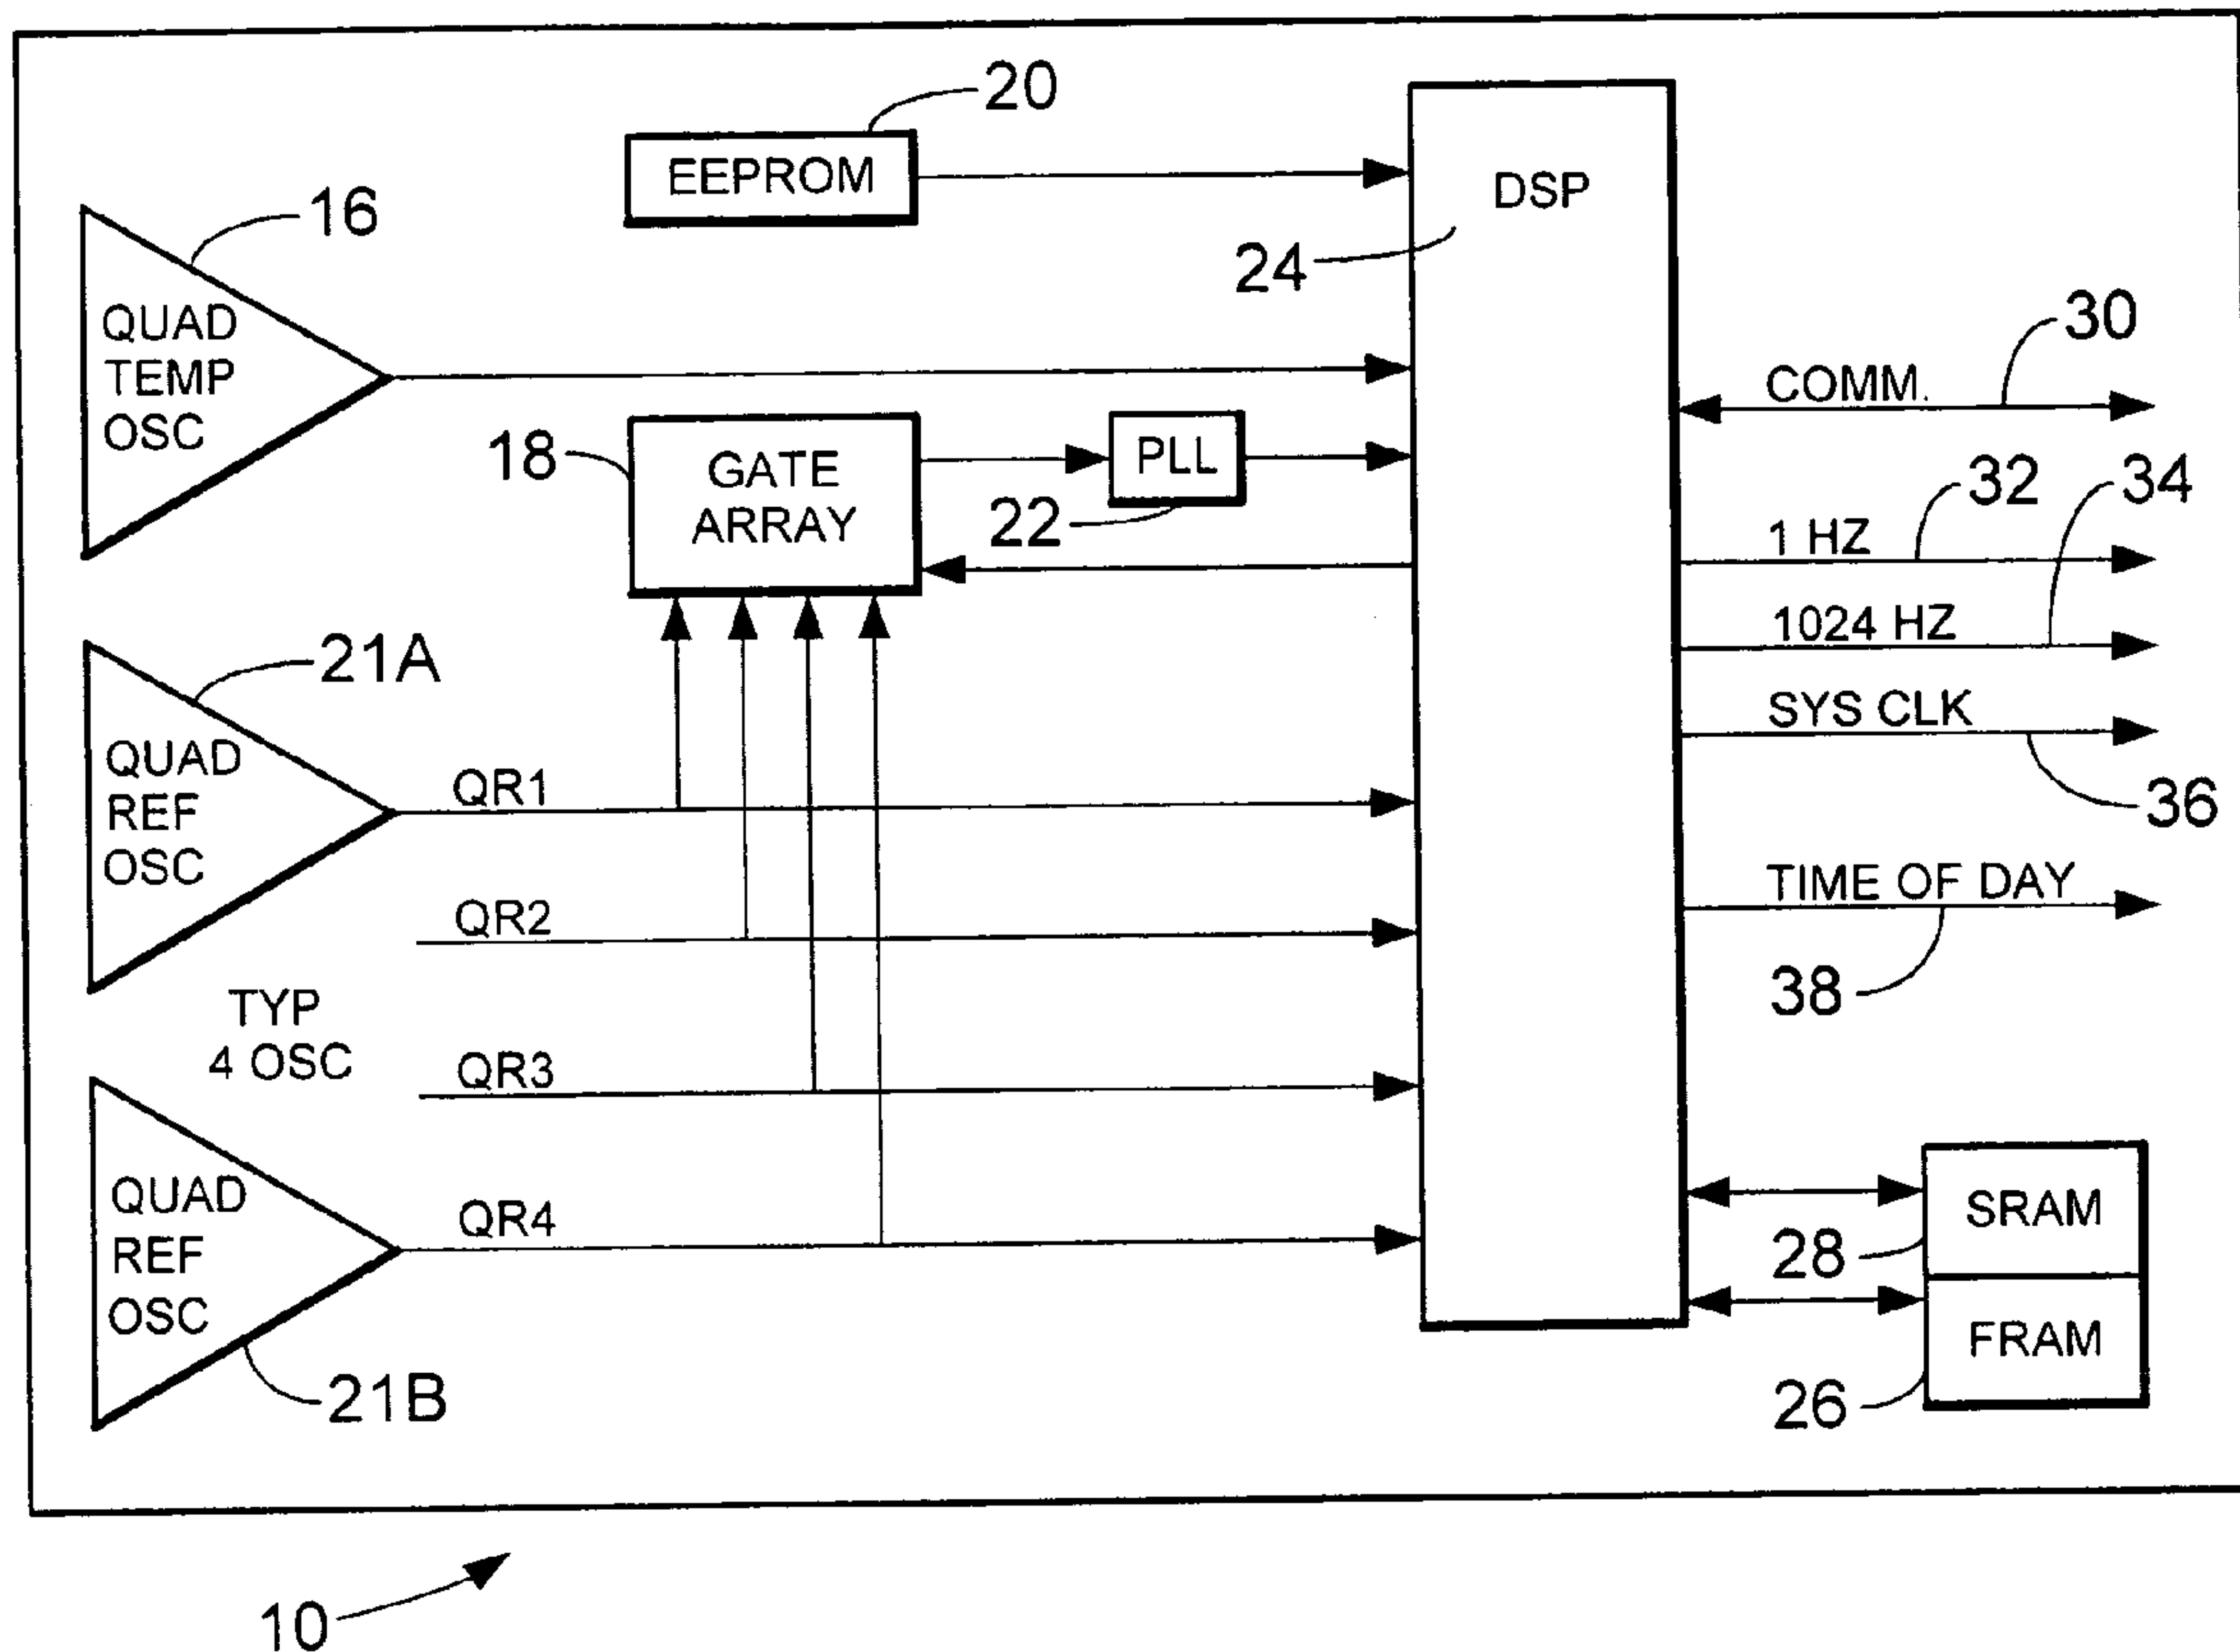 20
EEPROM
DSP
16
24
QUAD
TEMP
OSC
30
COMM.
18
GATE
ARRAY
PLL
22
32
34
1 HZ
1024 HZ
21A
SYS CLK
36
QUAD
REF
OSC
QR1
TIME OF DAY
38
QR2
TYP
4 OSC
QR3
QUAD
REF
OSC
QR4
SRAM
28
FRAM
26
21B
10